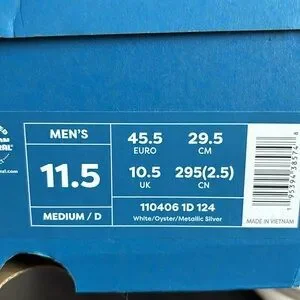 MEN'S
11.5
MEDIUM / D
45.5
EURO
29.5
CM
10.5
UK
295(2.5)
CN
110406 1D 124
White/Oyster/Metallic Silver
MADE IN VIETNAM